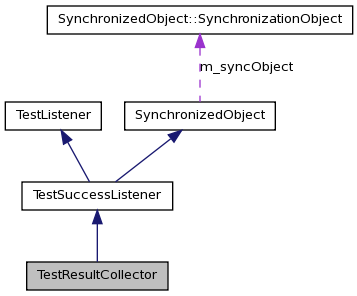 SynchronizedObject::SynchronizationObject
m_syncObject
TestListener
SynchronizedObject
TestSuccessListener
TestResultCollector